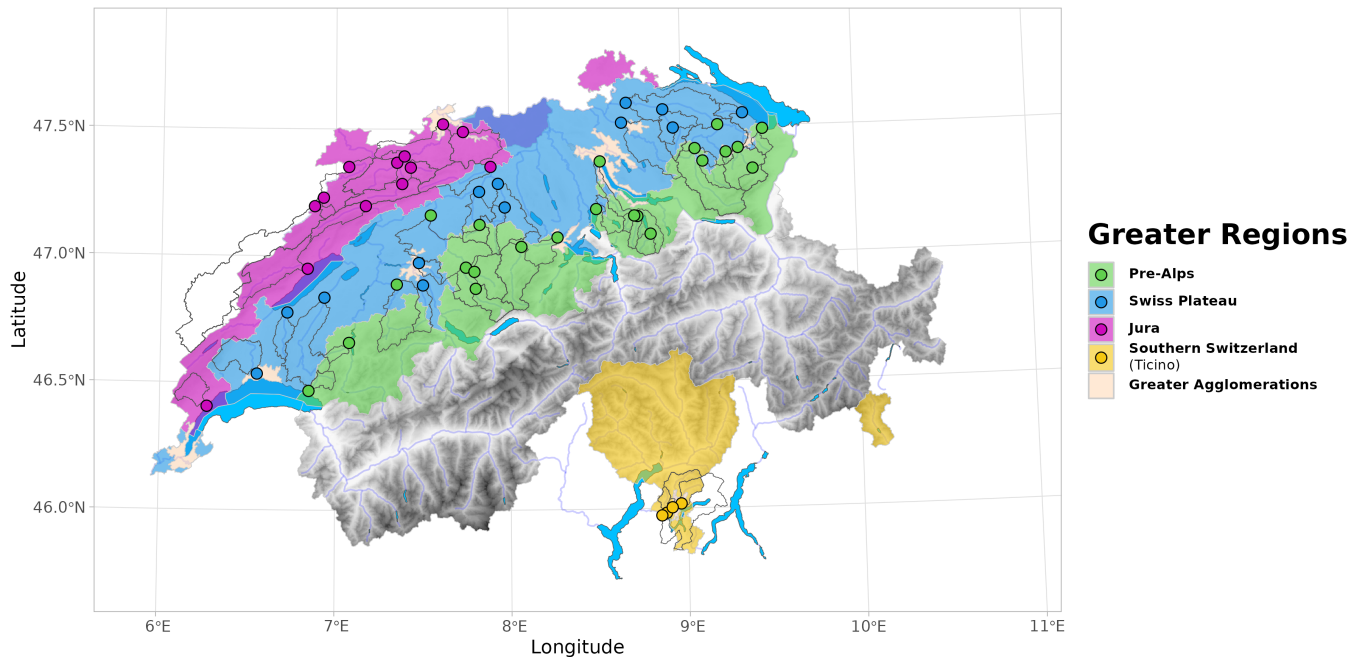 47.5°N
47.0°N
46.5°N
46.0°N
Latitude
6°E
7°E
8°E
9°E
10°E
11°E
Longitude
Greater Regions
Pre-Alps
Swiss Plateau
Jura
Southern Switzerland
(Ticino)
Greater Agglomerations